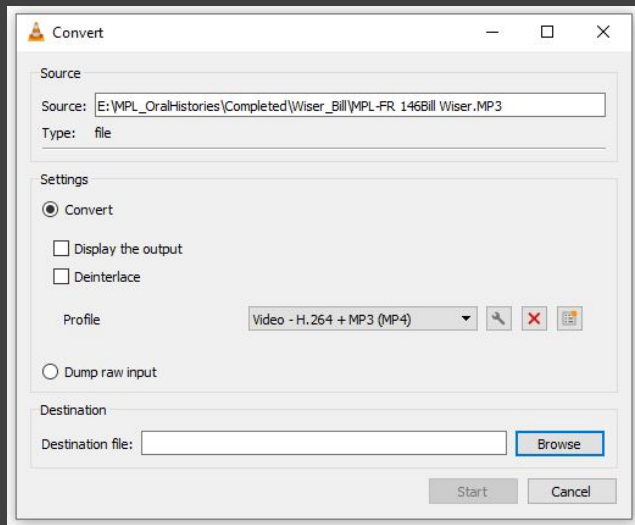 Convert
Source
Source: E:\MPL_OralHistories\Completed\Wiser_Bill\MPL-FR 146Bill Wiser.MP3
Type: file
Settings
Convert
Display the output
Deinterlace
Profile Video - H.264 + MP3 (MP4)
Dump raw input
Destination
Destination file: Browse
Start Cancel